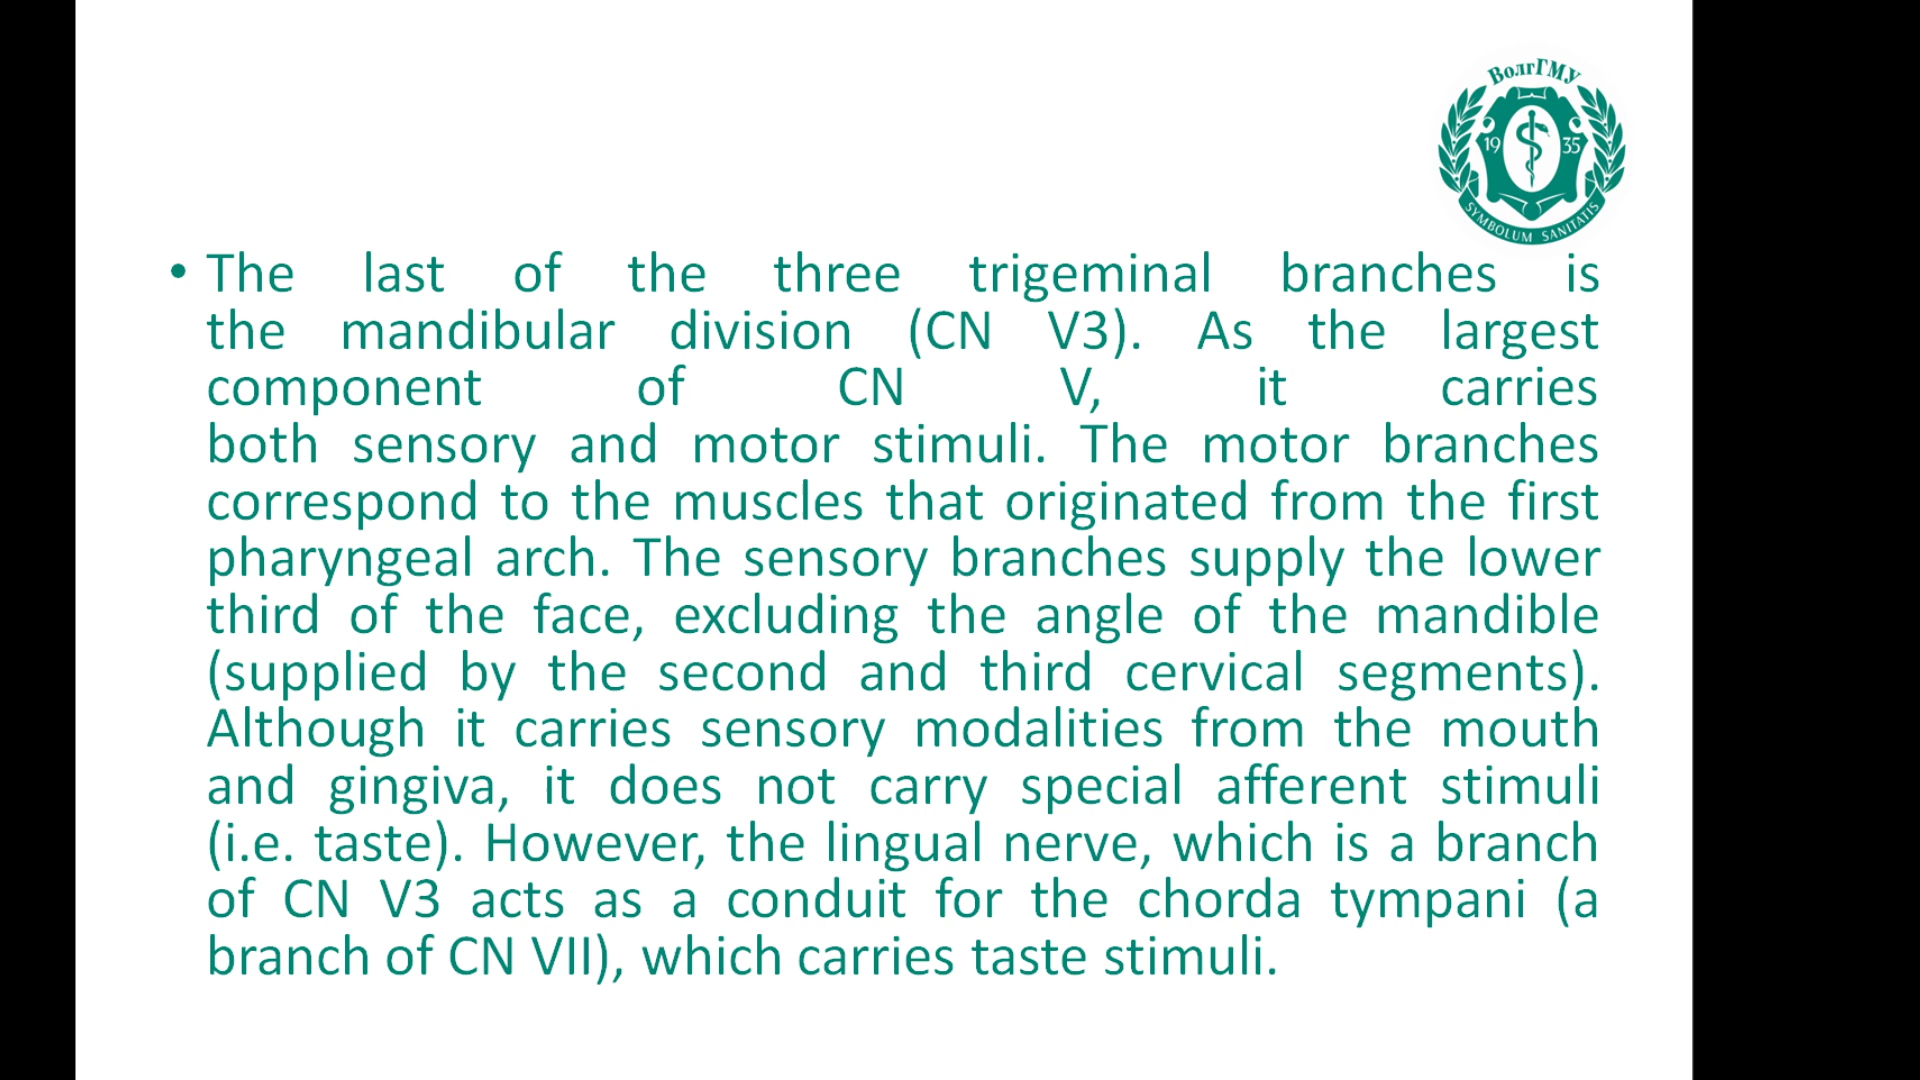 ВолгГМУ
19 35
SYMBOLUM SANITATIS
• The last of the three trigeminal branches is
the mandibular division (CN V3). As the largest
component of CN V, it carries
both sensory and motor stimuli. The motor branches
correspond to the muscles that originated from the first
pharyngeal arch. The sensory branches supply the lower
third of the face, excluding the angle of the mandible
(supplied by the second and third cervical segments).
Although it carries sensory modalities from the mouth
and gingiva, it does not carry special afferent stimuli
(i.e. taste). However, the lingual nerve, which is a branch
of CN V3 acts as a conduit for the chorda tympani (a
branch of CN VII), which carries taste stimuli.